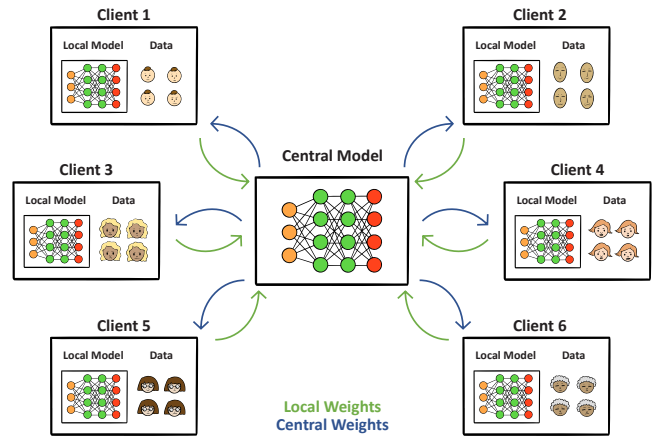 Client 1
Local Model Data
Client 2
Local Model Data
Central Model
Client 3
Local Model Data
Client 4
Local Model Data
Client 5
Local Model Data
Client 6
Local Model Data
Local Weights
Central Weights